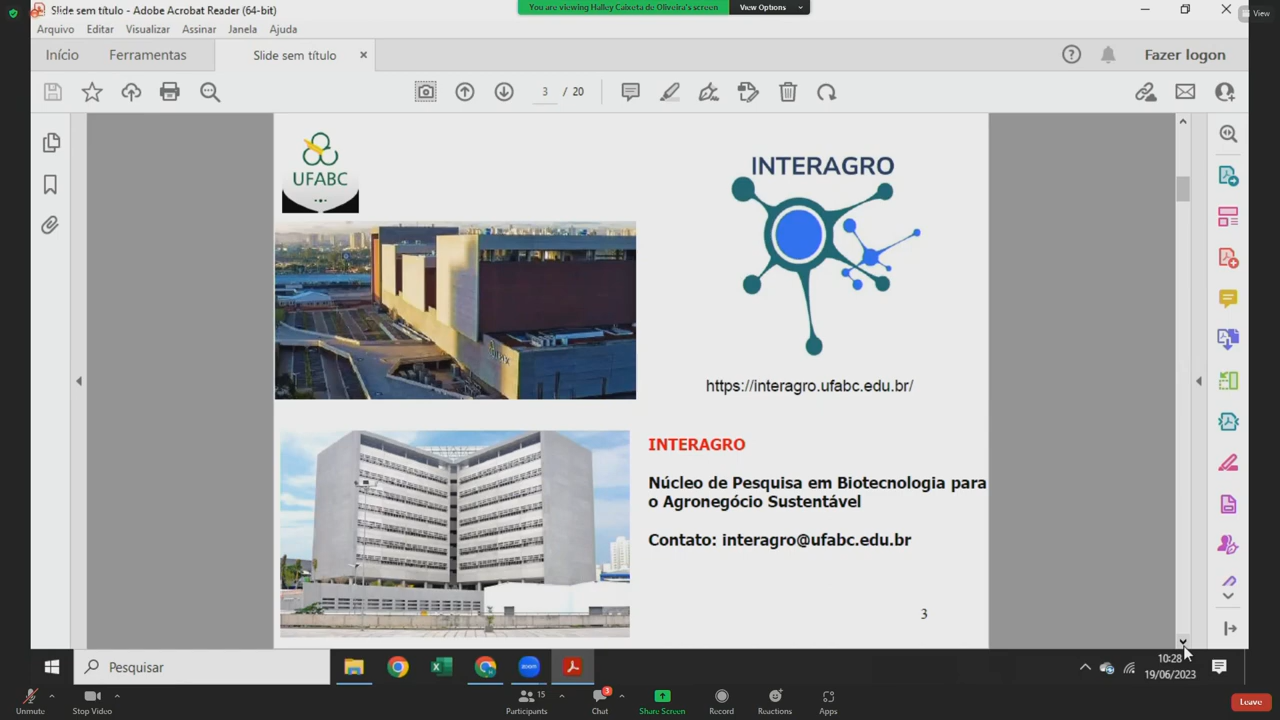 Slide sem título - Adobe Acrobat Reader (64-bit)
You are viewing Halley Caixeta de Oliveira's screen
View Options
View
Arquivo Editar Visualizar Assinar Janela Ajuda
Início
Ferramentas
Slide sem título
Fazer logon
3 / 20
UFABC
INTERAGRO
https://interagro.ufabc.edu.br/
INTERAGRO
Núcleo de Pesquisa em Biotecnologia para
o Agronegócio Sustentável
Contato: interagro@ufabc.edu.br
3
Pesquisar
zoom
10:28
19/06/2023
Unmute
Stop Video
Participants
15
Chat
3
Share Screen
Record
Reactions
Apps
Leave